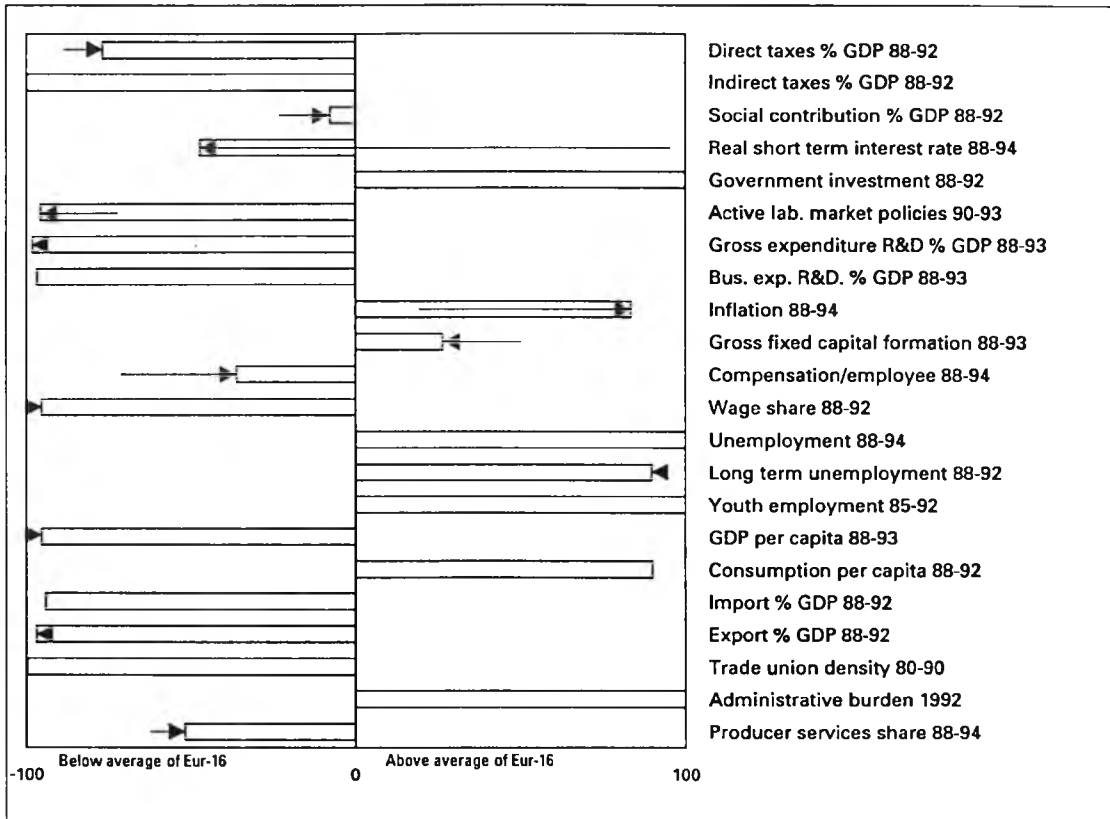 Direct taxes % GDP 88-92
Indirect taxes % GDP 88-92
Social contribution % GDP 88-92
Real short term interest rate 88-94
Government investment 88-92
Active lab. market policies 90-93
Gross expenditure R&D % GDP 88-93
Bus. exp. R&D. % GDP 88-93
Inflation 88-94
Gross fixed capital formation 88-93
Compensation/employee 88-94
Wage share 88-92
Unemployment 88-94
Long term unemployment 88-92
Youth employment 85-92
GDP per capita 88-93
Consumption per capita 88-92
Import % GDP 88-92
Export % GDP 88-92
Trade union density 80-90
Administrative burden 1992
Producer services share 88-94
Below average of Eur-16 Above average of Eur-16
-100 0 100